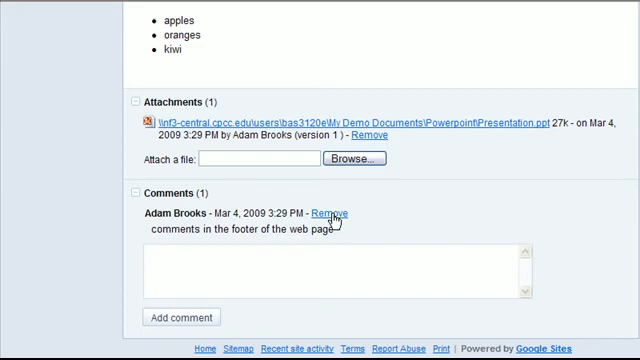 apples
oranges
kiwi
Attachments (1)
\\nf3-central.cpcc.edu\users\bas3120e\My Demo Documents\Powerpoint\Presentation.ppt 27k - on Mar 4,
2009 3:29 PM by Adam Brooks (version 1 ) - Remove
Attach a file: Browse...
Comments (1)
Adam Brooks - Mar 4, 2009 3:29 PM - Remove
comments in the footer of the web page
Add comment
Home Sitemap Recent site activity Terms Report Abuse Print | Powered by Google Sites